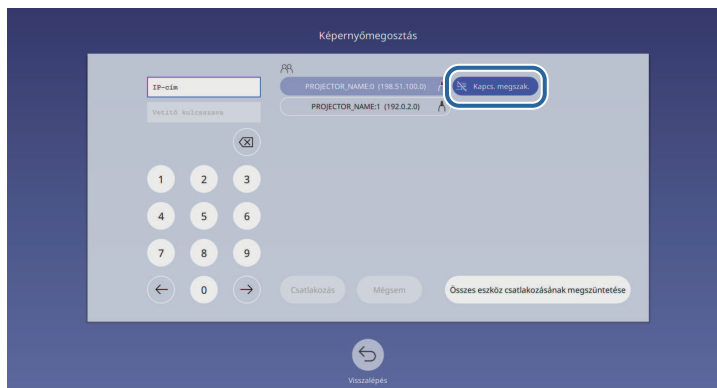 Képernyőmegosztás
IP-cím
Vetítő kulcsszava
PROJECTOR_NAME:0 (198.51.100.0)
Kapcs. megszak.
PROJECTOR_NAME:1 (192.0.2.0)
1 2 3
4 5 6
7 8 9
0
Csatlakozás
Mégsem
Összes eszköz csatlakozásának megszüntetése
Visszalépés